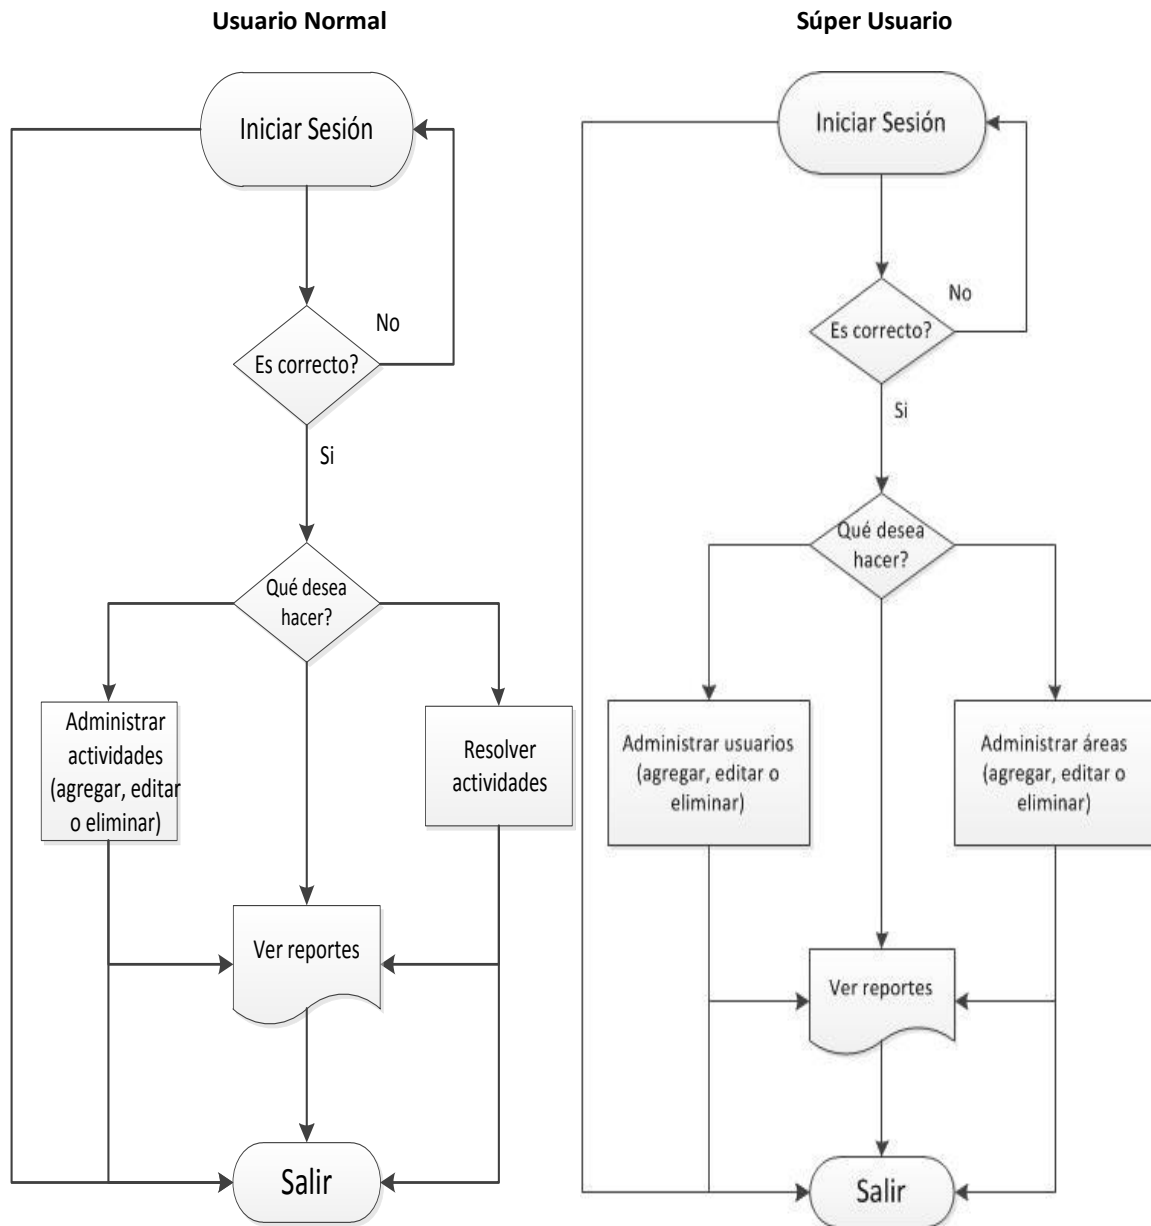 Usuario Normal
Iniciar Sesión
No
Es correcto?
Si
Qué desea
hacer?
Administrar
actividades
(agregar, editar
o eliminar)
Resolver
actividades
Ver reportes
Salir
Súper Usuario
Iniciar Sesión
No
Es correcto?
Si
Qué desea
hacer?
Administrar usuarios
(agregar, editar o
eliminar)
Administrar áreas
(agregar, editar o
eliminar)
Ver reportes
Salir